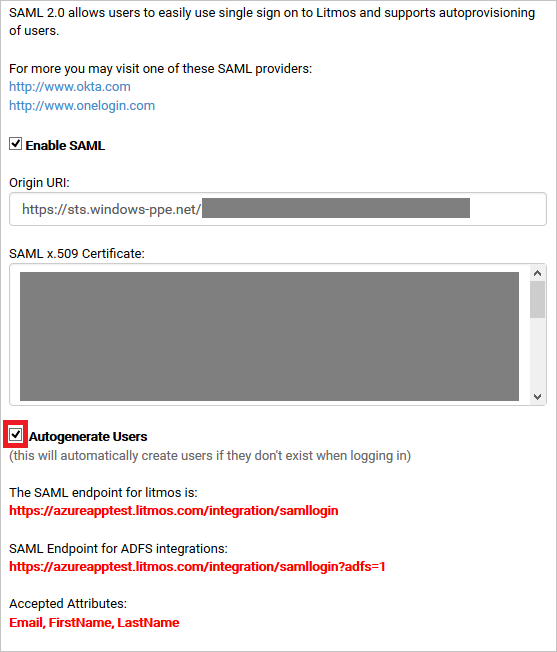 SAML 2.0 allows users to easily use single sign on to Litmos and supports autoprovisioning
of users.
For more you may visit one of these SAML providers:
http://www.okta.com
http://www.onelogin.com
Enable SAML
Origin URI:
https://sts.windows-ppe.net/
SAML x.509 Certificate:
Autogenerate Users
(this will automatically create users if they don't exist when logging in)
The SAML endpoint for litmos is:
https://azureapptest.litmos.com/integration/samllogin
SAML Endpoint for ADFS integrations:
https://azureapptest.litmos.com/integration/samllogin?adfs=1
Accepted Attributes:
Email, FirstName, LastName